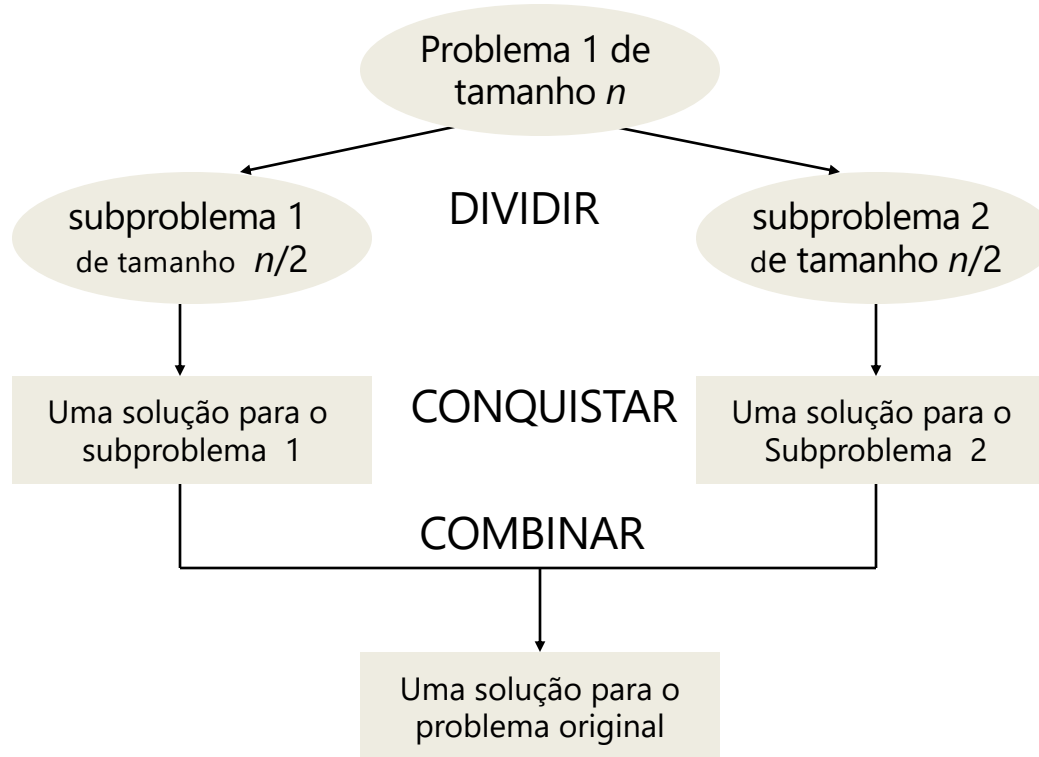 Problema 1 de
tamanho n
DIVIDIR
subproblema 1
de tamanho n/2
subproblema 2
de tamanho n/2
CONQUISTAR
Uma solução para o
subproblema 1
Uma solução para o
Subproblema 2
COMBINAR
Uma solução para o
problema original